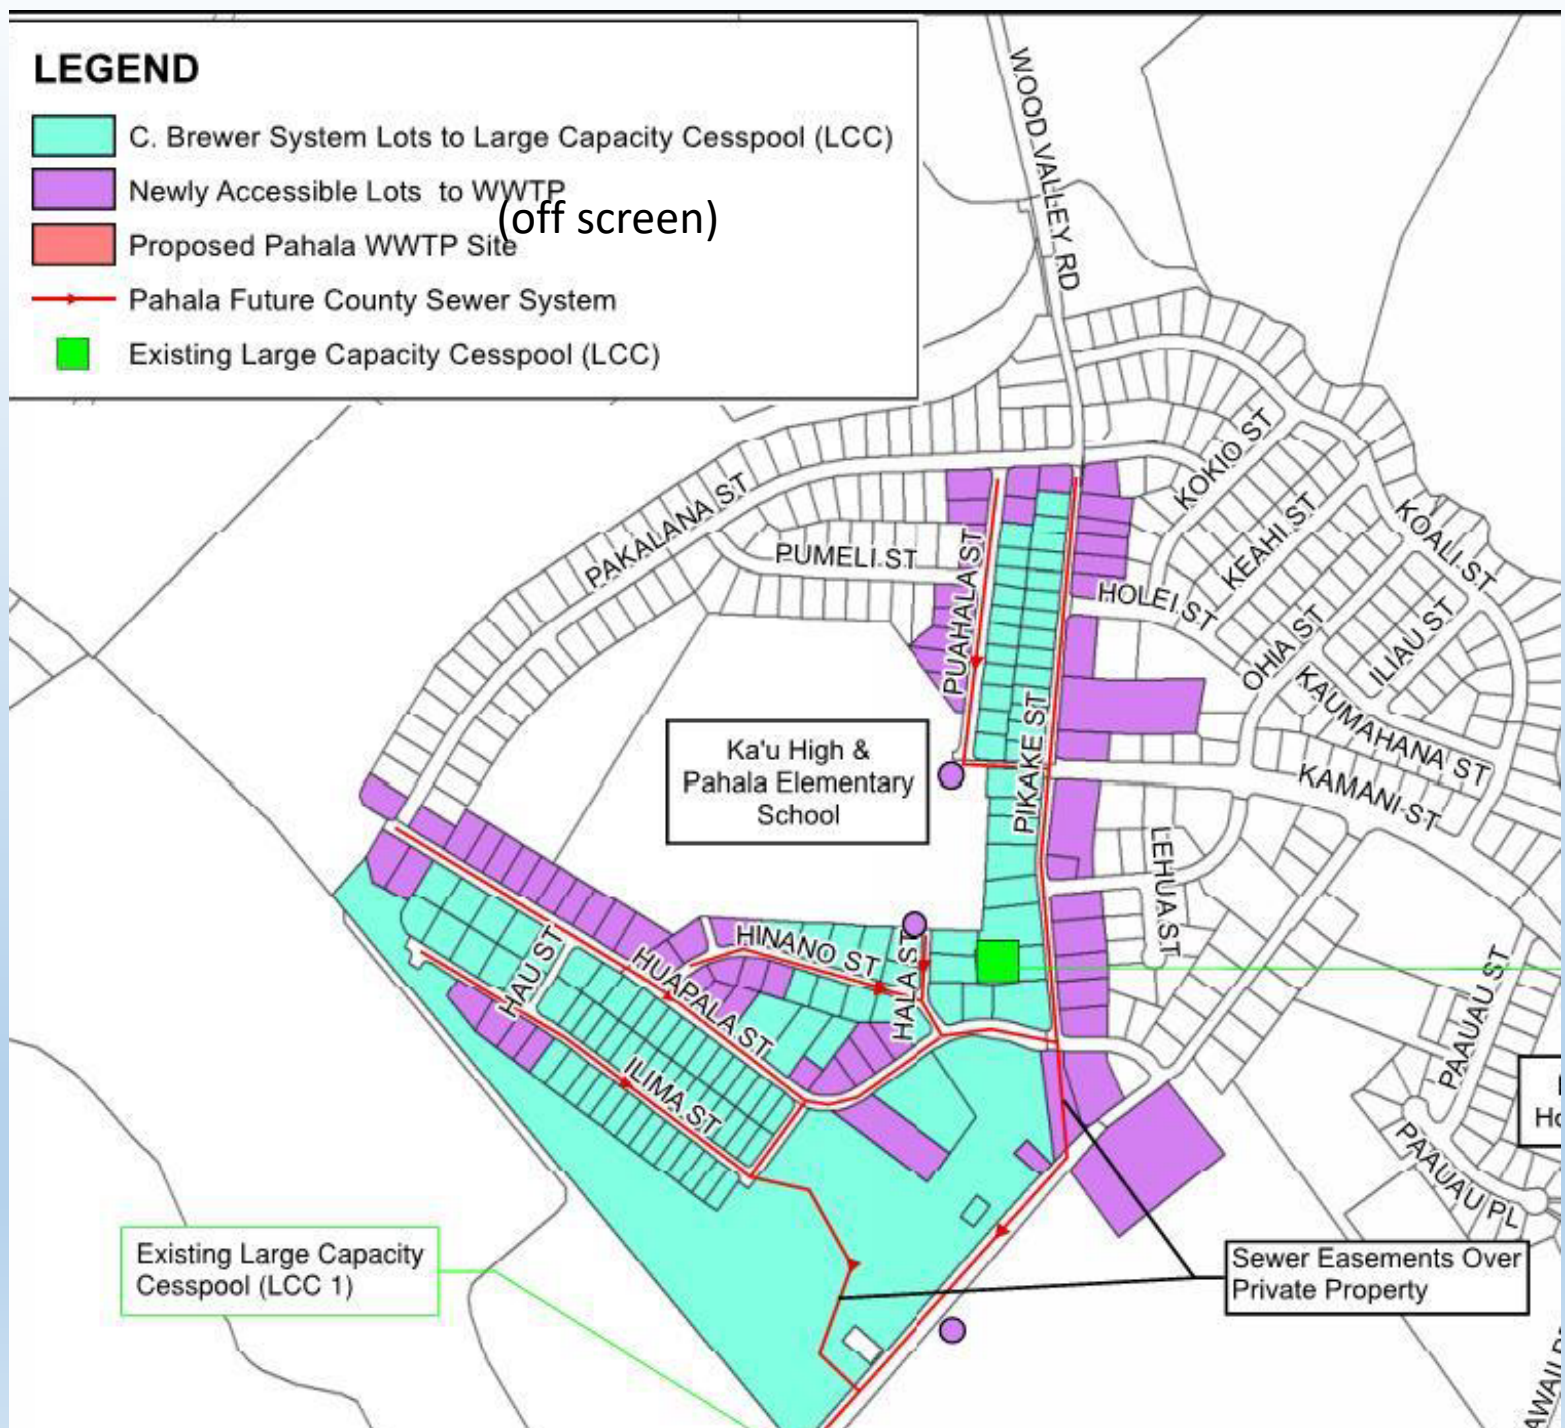 LEGEND
C. Brewer System Lots to Large Capacity Cesspool (LCC)
Newly Accessible Lots to WWTP
(off screen)
Proposed Pahala WWTP Site
Pahala Future County Sewer System
Existing Large Capacity Cesspool (LCC)
WOOD VALLEY RD
PAKALANA ST
PUMELI ST
PUAHALA ST
KOKIO ST
KEAHI ST
KOALI ST
HOLEI ST
OHIA ST
ILIAU ST
KAUMAHANA ST
KAMANI ST
PIKAKE ST
Ka'u High &
Pahala Elementary
School
LEHUA ST
HINANO ST
HALA ST
HAU ST
HUAPALA ST
ILIMA ST
PAAUAU ST
PAAUAU PL
Existing Large Capacity
Cesspool (LCC 1)
Sewer Easements Over
Private Property